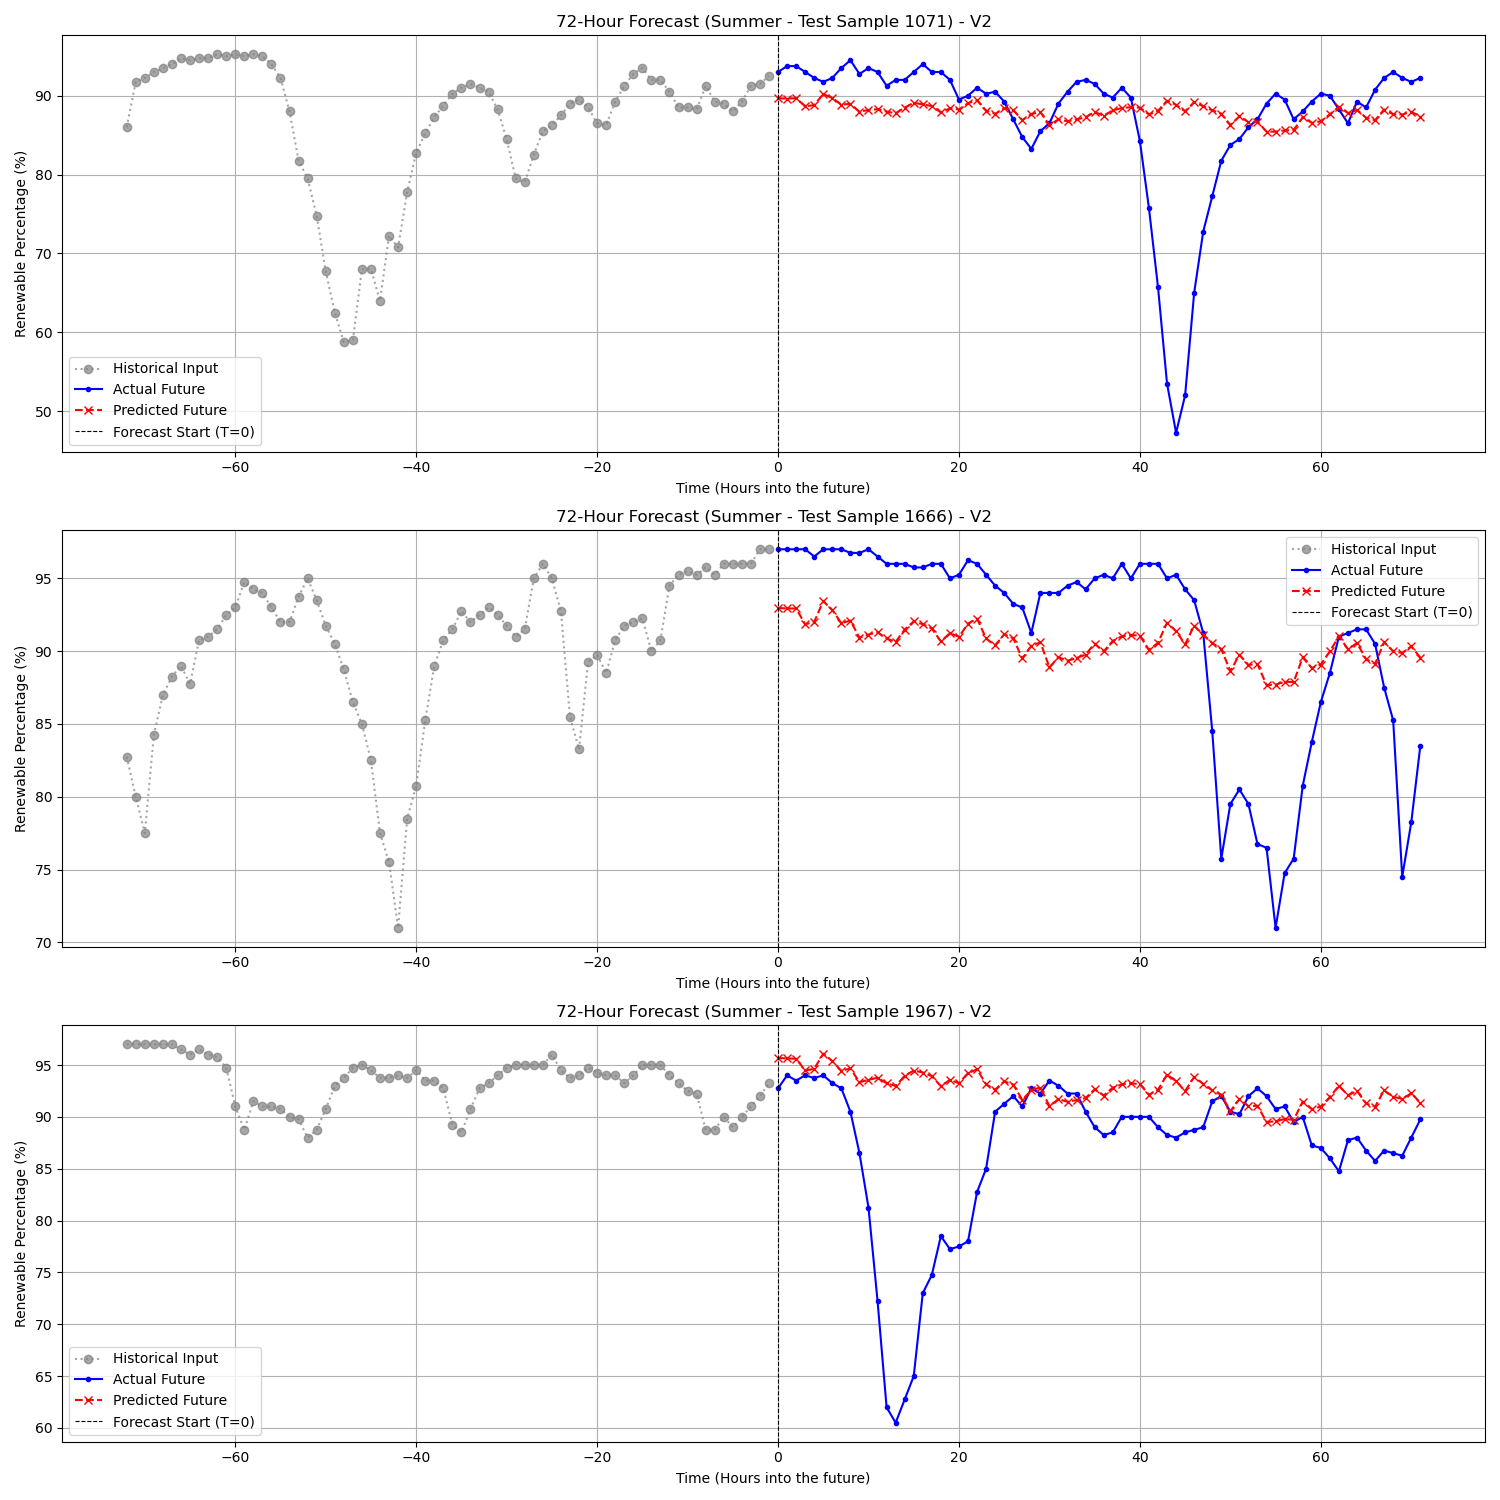 72-Hour Forecast (Summer - Test Sample 1071) - V2
Renewable Percentage (%)
90
80
70
60
50
Historical Input
Actual Future
Predicted Future
Forecast Start (T=0)
−60 −40 −20 0 20 40 60
Time (Hours into the future)
72-Hour Forecast (Summer - Test Sample 1666) - V2
Renewable Percentage (%)
95
90
85
80
75
70
Historical Input
Actual Future
Predicted Future
Forecast Start (T=0)
−60 −40 −20 0 20 40 60
Time (Hours into the future)
72-Hour Forecast (Summer - Test Sample 1967) - V2
Renewable Percentage (%)
95
90
85
80
75
70
65
60
Historical Input
Actual Future
Predicted Future
Forecast Start (T=0)
−60 −40 −20 0 20 40 60
Time (Hours into the future)